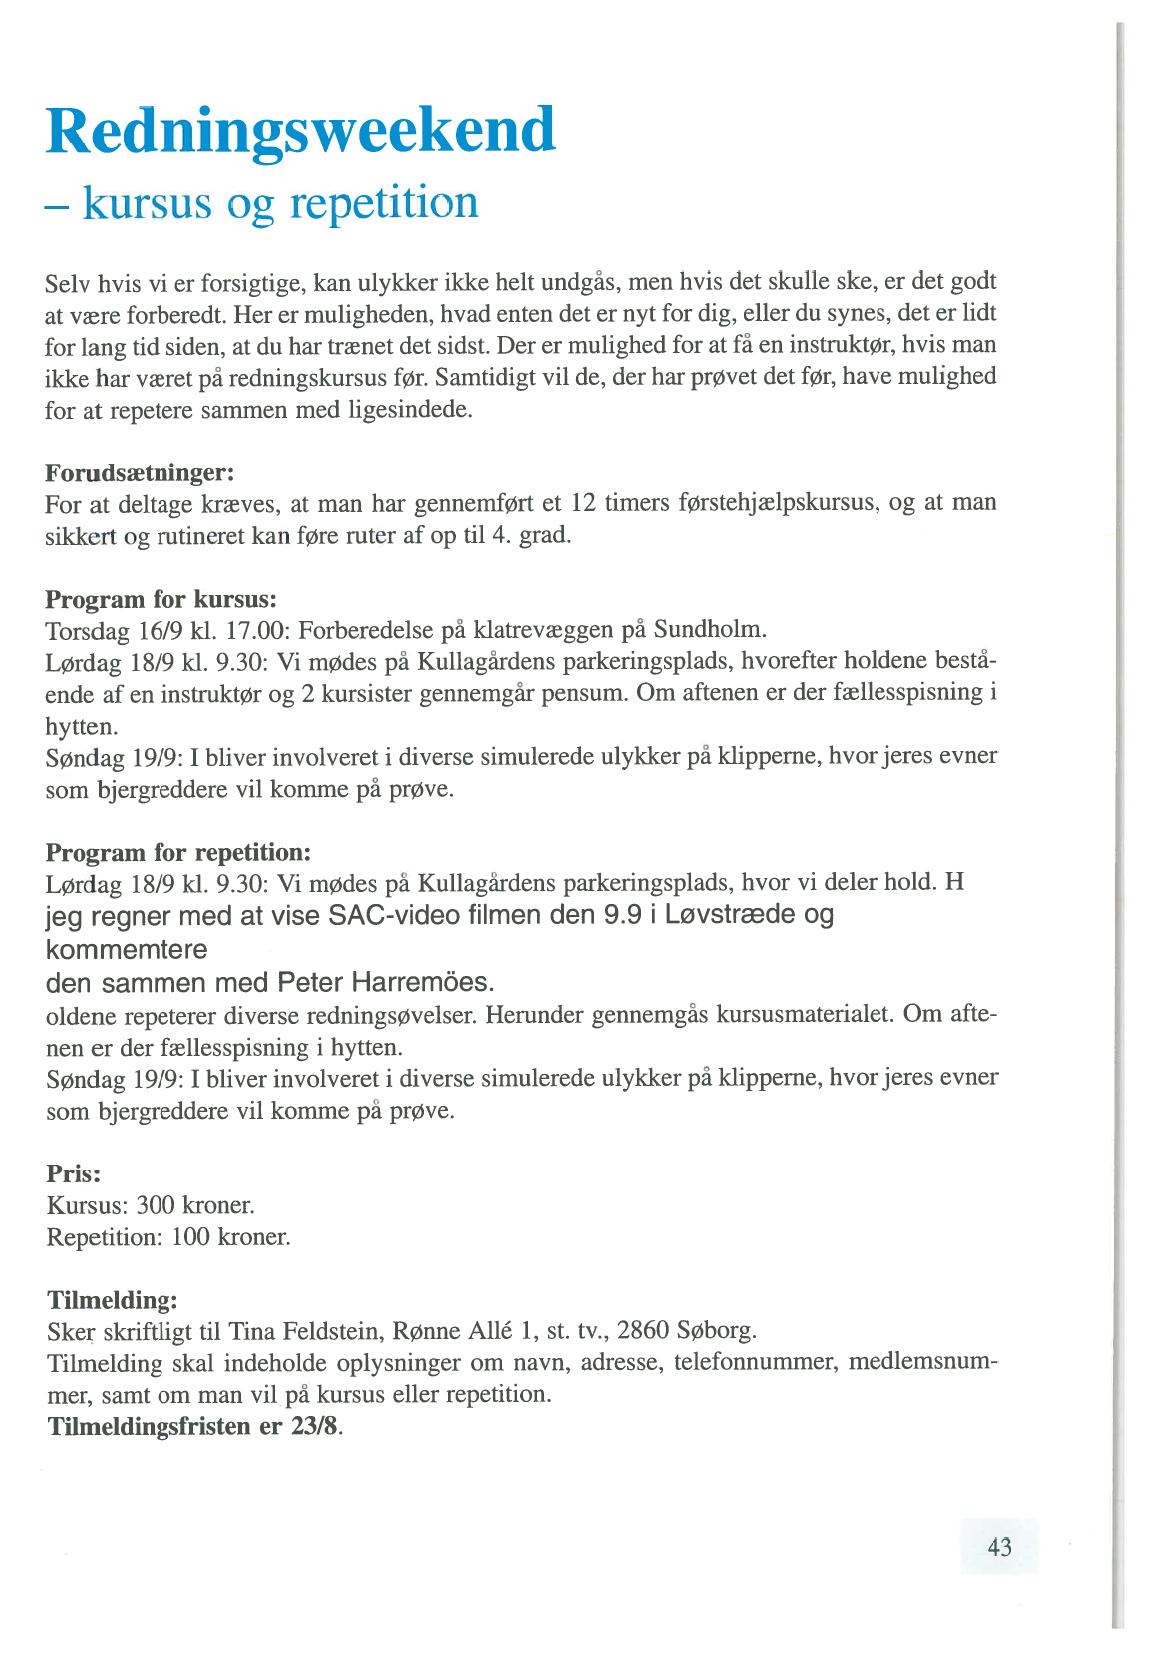 Redningsweekend
– kursus og repetition
Selv hvis vi er forsigtige, kan ulykker ikke helt undgås, men hvis det skulle ske, er det godt
at være forberedt. Her er muligheden, hvad enten det er nyt for dig, eller du synes, det er lidt
for lang tid siden, at du har trænet det sidst. Der er mulighed for at få en instruktør, hvis man
ikke har været på redningskursus før. Samtidigt vil de, der har prøvet det før, have mulighed
for at repetere sammen med ligesindede.
Forudsætninger:
For at deltage kræves, at man har gennemført et 12 timers førstehjælpskursus, og at man
sikkert og rutineret kan føre ruter af op til 4. grad.
Program for kursus:
Torsdag 16/9 kl. 17.00: Forberedelse på klatrevæggen på Sundholm.
Lørdag 18/9 kl. 9.30: Vi mødes på Kullagårdens parkeringsplads, hvorefter holdene bestå-
ende af en instruktør og 2 kursister gennemgår pensum. Om aftenen er der fællesspisning i
hytten.
Søndag 19/9: I bliver involveret i diverse simulerede ulykker på klipperne, hvor jeres evner
som bjergreddere vil komme på prøve.
Program for repetition:
Lørdag 18/9 kl. 9.30: Vi mødes på Kullagårdens parkeringsplads, hvor vi deler hold. H
jeg regner med at vise SAC-video filmen den 9.9 i Løvstræde og
kommemtere
den sammen med Peter Harremöes.
oldene repeterer diverse redningsøvelser. Herunder gennemgås kursusmaterialet. Om afte-
nen er der fællesspisning i hytten.
Søndag 19/9: I bliver involveret i diverse simulerede ulykker på klipperne, hvor jeres evner
som bjergreddere vil komme på prøve.
Pris:
Kursus: 300 kroner.
Repetition: 100 kroner.
Tilmelding:
Sker skriftligt til Tina Feldstein, Rønne Allé 1, st. tv., 2860 Søborg.
Tilmelding skal indeholde oplysninger om navn, adresse, telefonnummer, medlemsnum-
mer, samt om man vil på kursus eller repetition.
Tilmeldingsfristen er 23/8.
43